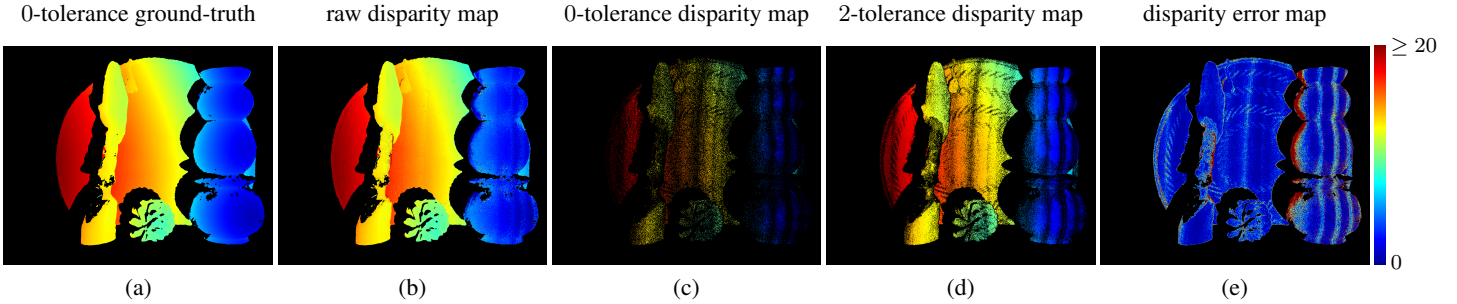 0-tolerance ground-truth
raw disparity map
0-tolerance disparity map
2-tolerance disparity map
disparity error map
≥ 20
0
(a)
(b)
(c)
(d)
(e)